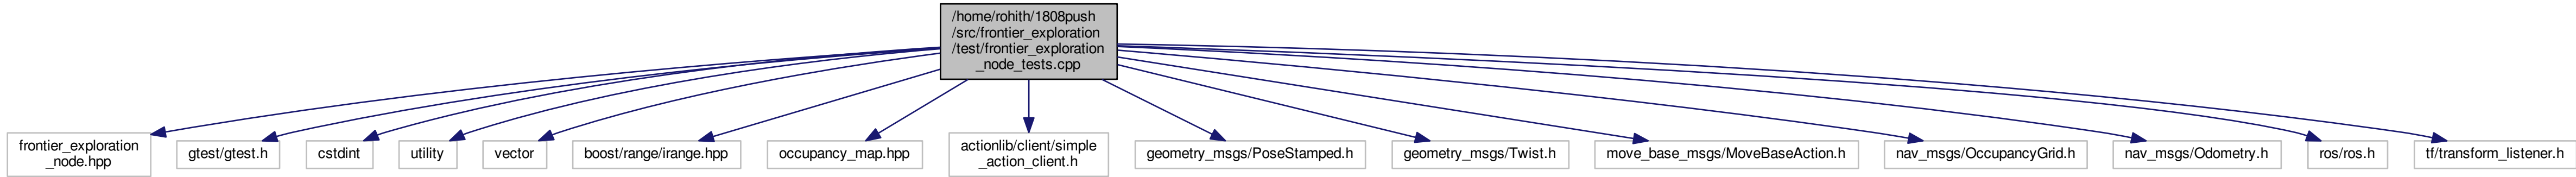 /home/rohith/1808push
/src/frontier_exploration
/test/frontier_exploration
_node_tests.cpp
frontier_exploration
_node.hpp
gtest/gtest.h
cstdint
utility
vector
boost/range/irange.hpp
occupancy_map.hpp
actionlib/client/simple
_action_client.h
geometry_msgs/PoseStamped.h
geometry_msgs/Twist.h
move_base_msgs/MoveBaseAction.h
nav_msgs/OccupancyGrid.h
nav_msgs/Odometry.h
ros/ros.h
tf/transform_listener.h